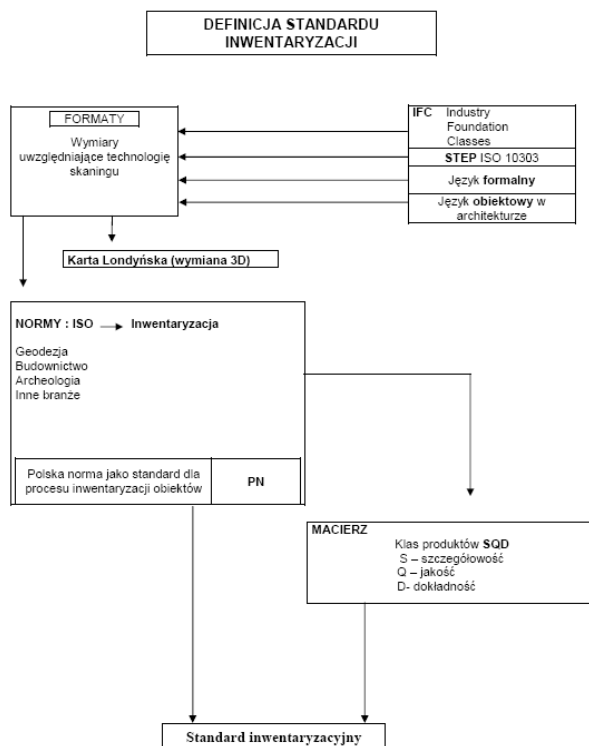 DEFINICJA STANDARDU
INWENTARYZACJI
FORMATY
Wymiary
uwzględniające technologię
skaningu
IFC Industry
Foundation
Classes
STEP ISO 10303
Język formalny
Język obiektowy w
architekturze
Karta Londyńska (wymiana 3D)
NORMY : ISO → Inwentaryzacja
Geodezja
Budownictwo
Archeologia
Inne branże
Polska norma jako standard dla
procesu inwentaryzacji obiektów
PN
MACIERZ
Klas produktów SQD
S – szczegółowość
Q – jakość
D- dokładność
Standard inwentaryzacyjny